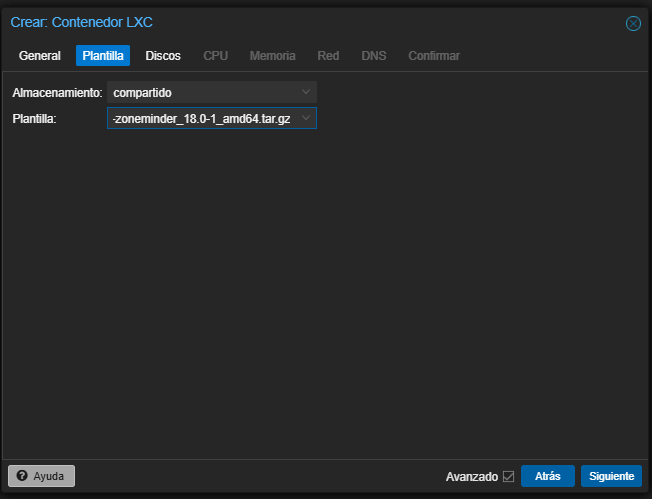 Crear: Contenedor LXC
General Plantilla Discos CPU Memoria Red DNS Confirmar
Almacenamiento: compartido
Plantilla: -zoneminder_18.0-1_amd64.tar.gz
Ayuda Avanzado Atrás Siguiente